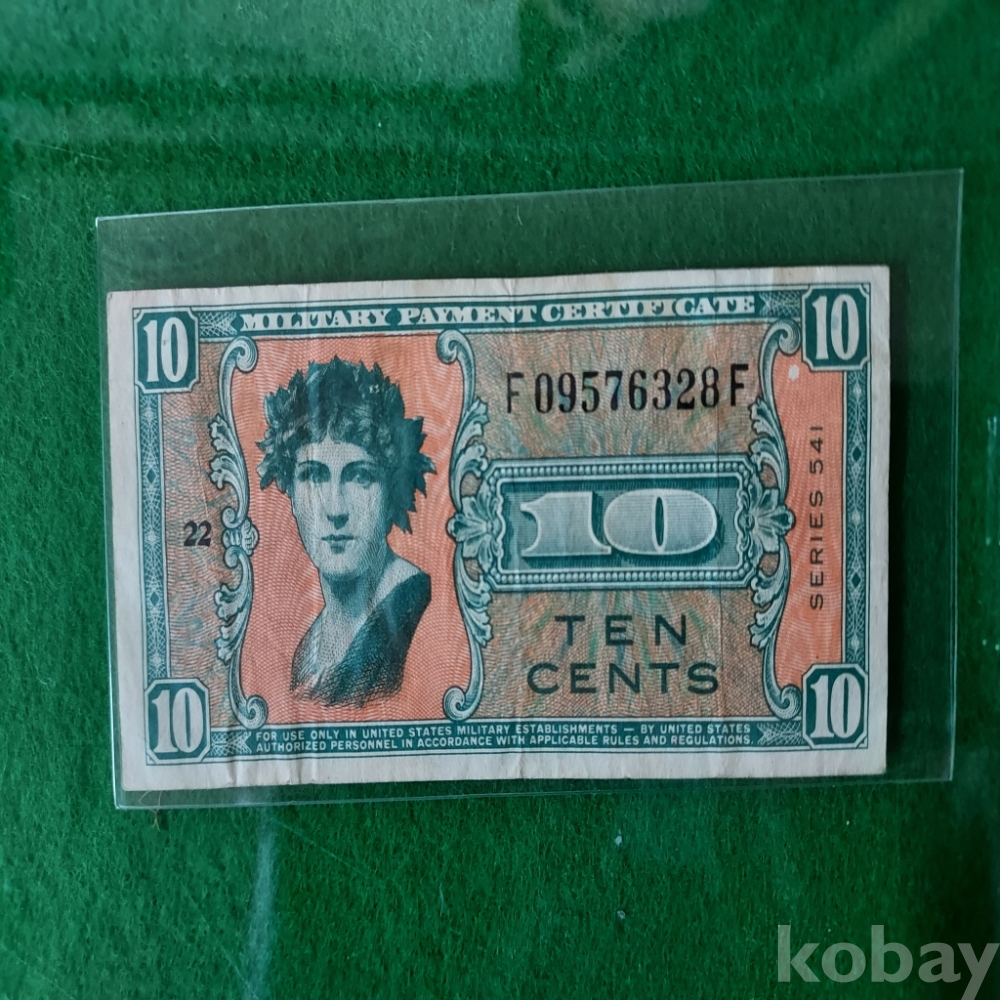 10 MILITARY PAYMENT CERTIFICATE 10
F09576328F
22
10
SERIES 541
TEN
CENTS
10 10
FOR USE ONLY IN UNITED STATES MILITARY ESTABLISHMENTS — BY UNITED STATES
AUTHORIZED PERSONNEL IN ACCORDANCE WITH APPLICABLE RULES AND REGULATIONS.
kobay